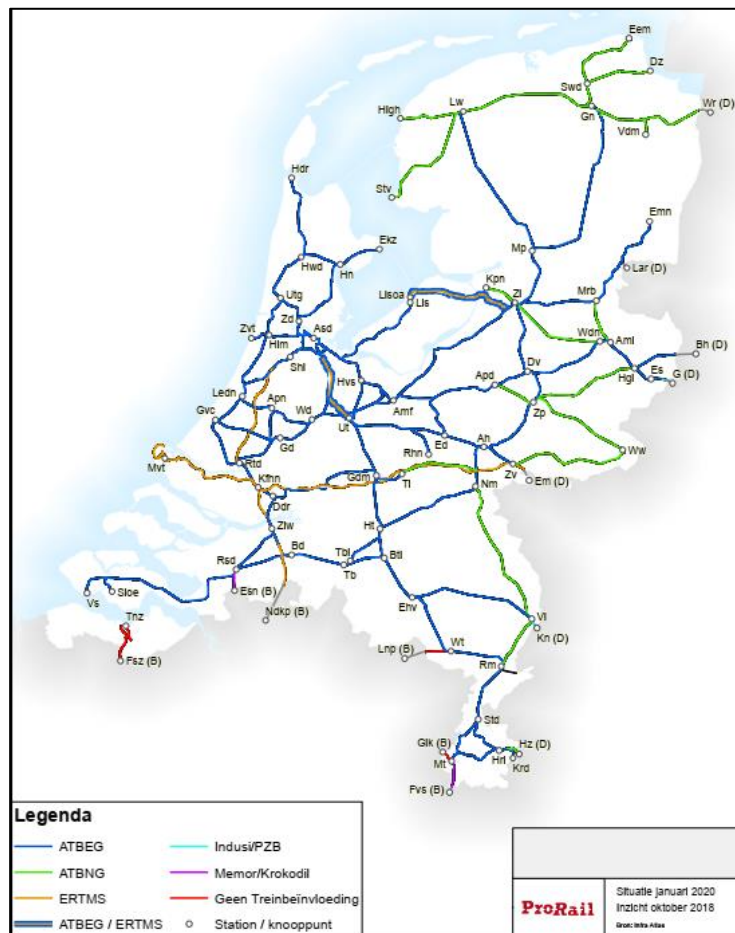 Eem
Dz
Swd
Wr (D)
Hlgh
Lw
Gn
Vdm
Stv
Hdr
Emn
Ekz
Mp
Hwd
Hn
Lar (D)
Kpn
Utg
Llsoa
Lls
Zl
Mrb
Zd
Zvt
Hlm
Asd
Wdn
Aml
Bh (D)
Shl
Dv
Hgl
Es
G (D)
Hvs
Apd
Ledn
Apn
Wd
Amf
Zp
Gvc
Ut
Gd
Ed
Ah
Rhn
Ww
Mvt
Rtd
Zv
Kfhn
Gdm
Tl
Em (D)
Nm
Ddr
Zlw
Ht
Bd
Tbi
Btl
Rsd
Tb
Esn (B)
Ehv
Vs
Sloe
Ndkp (B)
Tnz
Vl
Kn (D)
Lnp (B)
Wt
Fsz (B)
Rm
Std
Glk (B)
Hz (D)
Mt
Hrl
Krd
Fvs (B)
Legenda
ATBEG
Indusi/PZB
ATBNG
Memor/Krokodil
ERTMS
Geen Treinbeïnvloeding
ATBEG / ERTMS
Station / knooppunt
ProRail
Situatie januari 2020
Inzicht oktober 2018
Bron: Infra Atlas